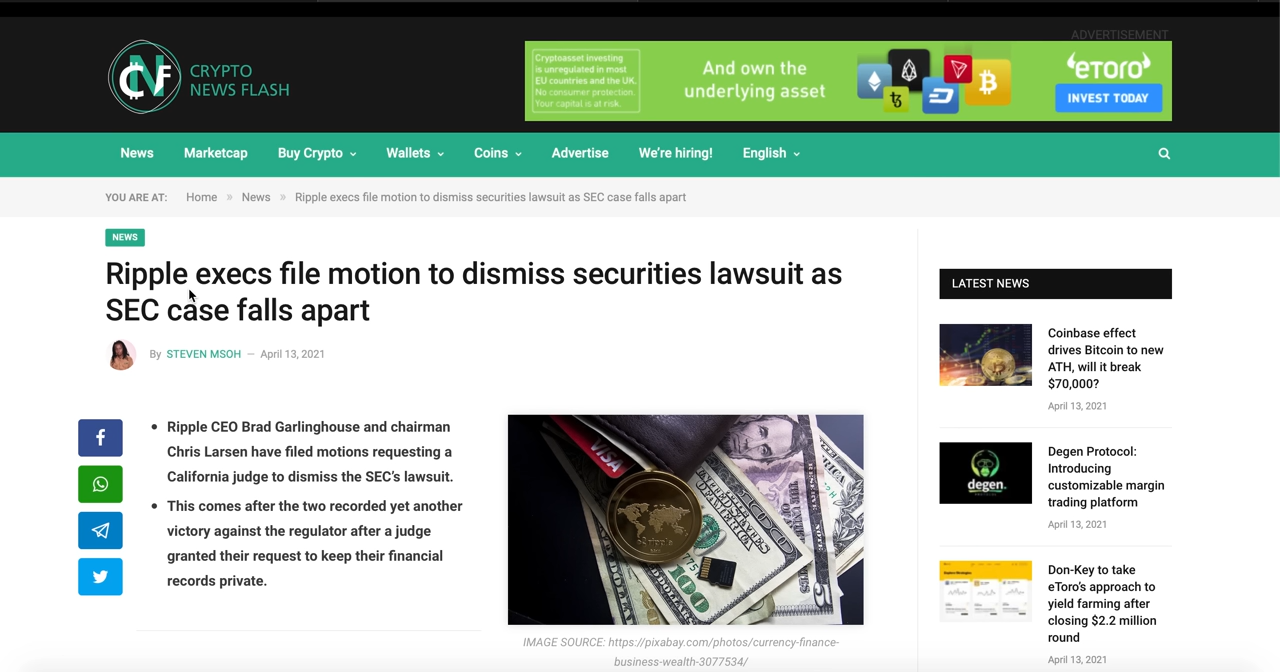 ADVERTISEMENT
CNF
CRYPTO
NEWS FLASH
Cryptoasset investing
is unregulated in most
EU countries and the UK.
No consumer protection.
Your capital is at risk.
And own the
underlying asset
eToro
INVEST TODAY
News Marketcap Buy Crypto Wallets Coins Advertise We're hiring! English
YOU ARE AT: Home » News » Ripple execs file motion to dismiss securities lawsuit as SEC case falls apart
NEWS
Ripple execs file motion to dismiss securities lawsuit as
SEC case falls apart
By STEVEN MSOH — April 13, 2021
• Ripple CEO Brad Garlinghouse and chairman
Chris Larsen have filed motions requesting a
California judge to dismiss the SEC's lawsuit.
• This comes after the two recorded yet another
victory against the regulator after a judge
granted their request to keep their financial
records private.
VISA
ripple
100
IMAGE SOURCE: https://pixabay.com/photos/currency-finance-
business-wealth-3077534/
LATEST NEWS
Coinbase effect
drives Bitcoin to new
ATH, will it break
$70,000?
April 13, 2021
degen
Degen Protocol:
Introducing
customizable margin
trading platform
April 13, 2021
Don-Key to take
eToro's approach to
yield farming after
closing $2.2 million
round
April 13, 2021